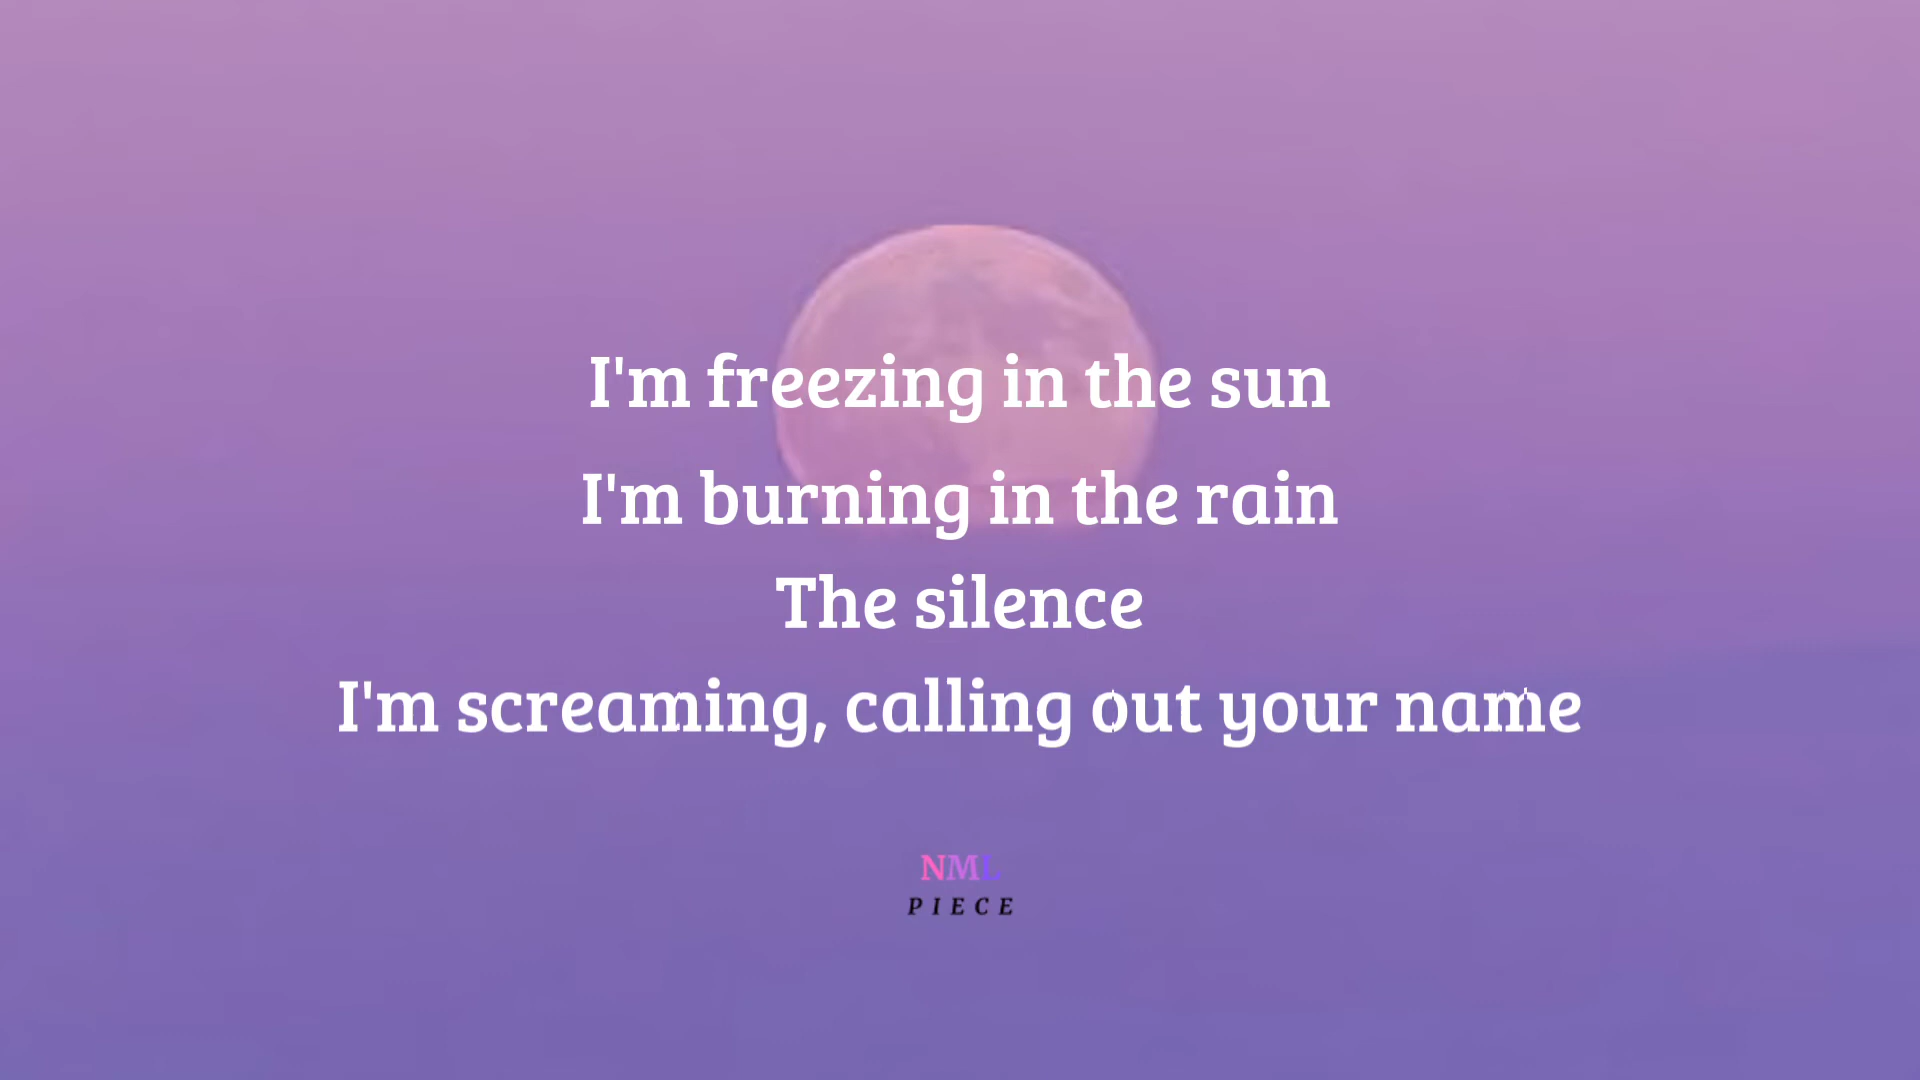 I'm freezing in the sun
I'm burning in the rain
The silence
I'm screaming, calling out your name
NML
PIECE